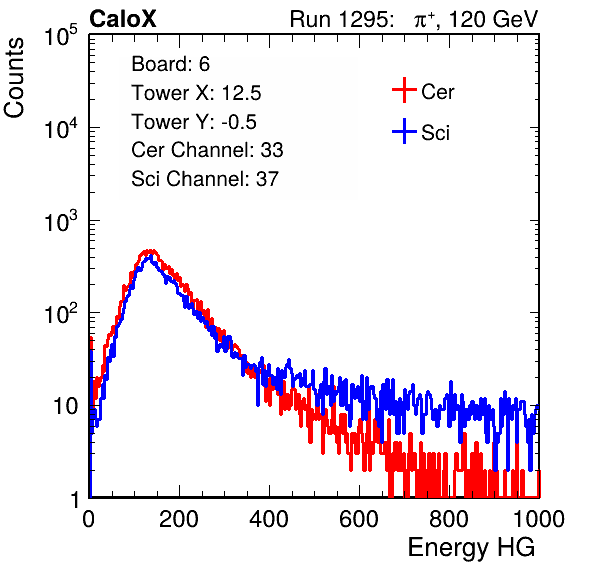 CaloX Run 1295: π⁺, 120 GeV
Counts
10⁵
10⁴
10³
10²
10
1
Board: 6
Tower X: 12.5
Tower Y: -0.5
Cer Channel: 33
Sci Channel: 37
Cer
Sci
0 200 400 600 800 1000
Energy HG